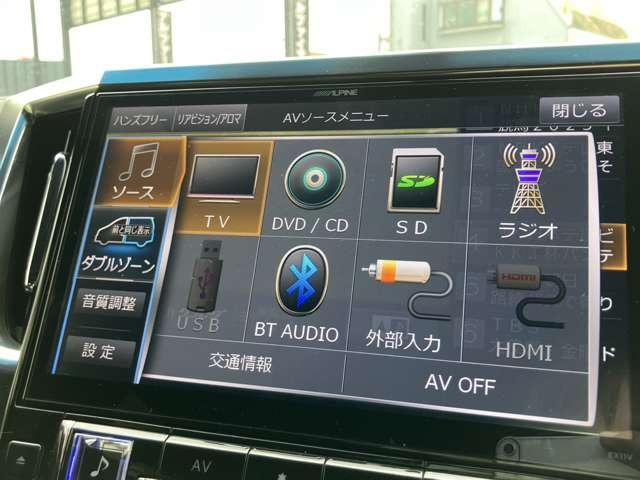 ALPINE
ハンズフリー リアビジョン/アロマ AVソースメニュー 閉じる
ソース
TV
DVD / CD
SD
ラジオ
前と同じ表示
ダブルゾーン
USB
BT AUDIO
外部入力
HDMI
HDMI
音質調整
設定
交通情報
AV OFF
AV
EX11V